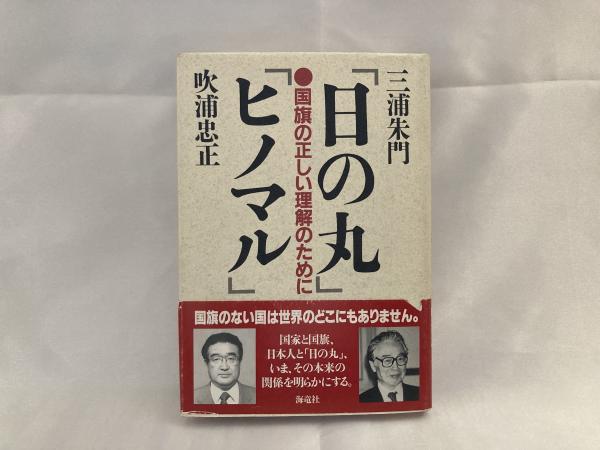 三浦朱門
「日の丸」
●国旗の正しい理解のために
「ヒノマル」
吹浦忠正
国旗のない国は世界のどこにもありません。
国家と国旗、
日本人と「日の丸」、
いま、その本来の
関係を明らかにする。
海竜社